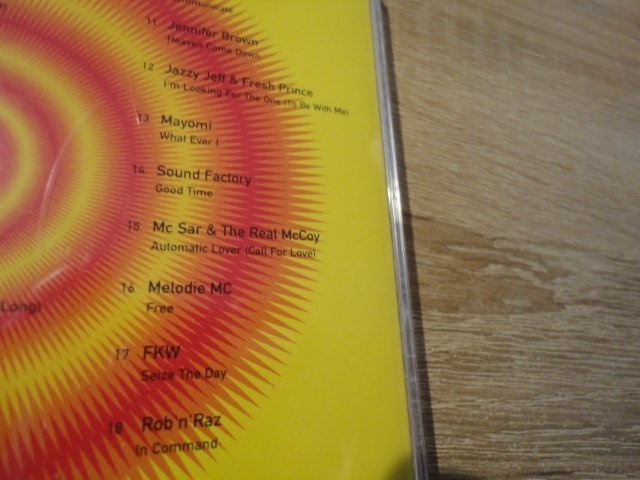 ommunicate
11 Jennifer Brown
Heaven Come Down
12 Jazzy Jeff & Fresh Prince
I'm Looking For The One (To Be With Me)
13 Mayomi
What Ever I
14 Sound Factory
Good Time
15 Mc Sar & The Real McCoy
Automatic Lover (Call For Love)
16 Melodie MC
Free
Long)
17 FKW
Seize The Day
18 Rob'n'Raz
In Command